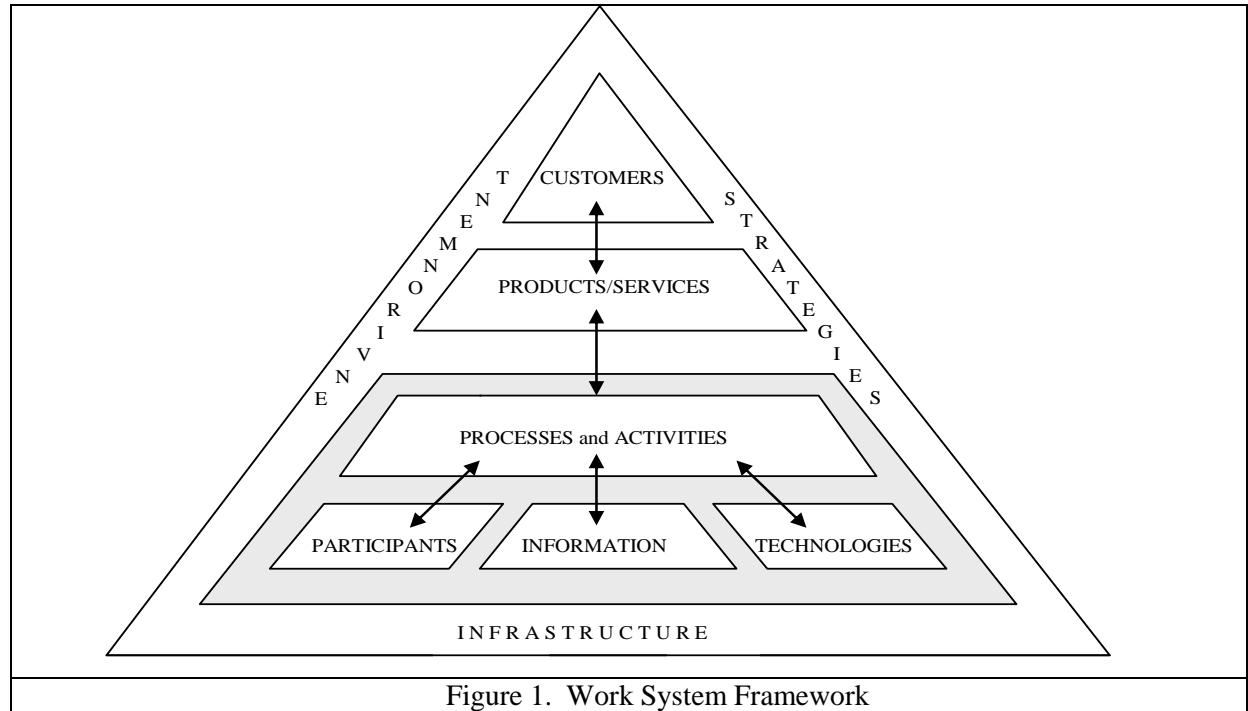 CUSTOMERS
PRODUCTS/SERVICES
PROCESSES and ACTIVITIES
PARTICIPANTS
INFORMATION
TECHNOLOGIES
ENVIRONMENT
STRATEGIES
INFRASTRUCTURE
Figure 1. Work System Framework